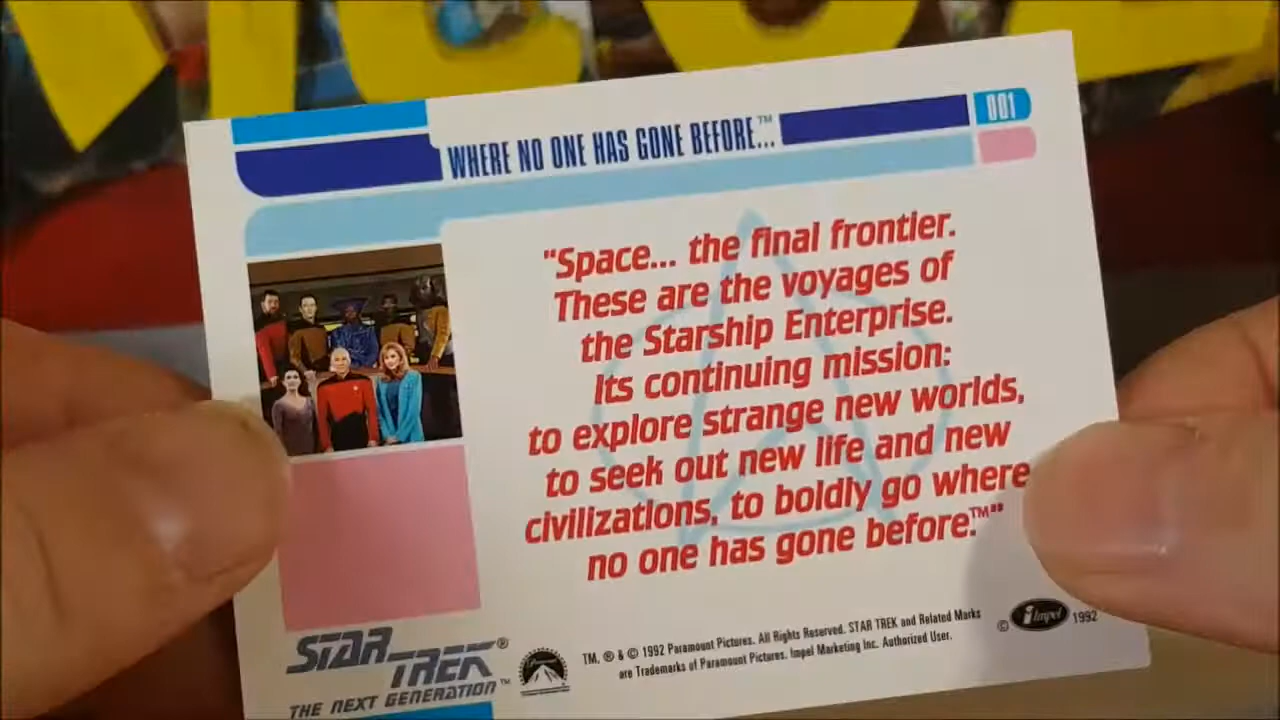 WHERE NO ONE HAS GONE BEFORE...™
001
"Space... the final frontier.
These are the voyages of
the Starship Enterprise.
Its continuing mission:
to explore strange new worlds,
to seek out new life and new
civilizations, to boldly go where
no one has gone before.™"
STAR TREK®
THE NEXT GENERATION™
Paramount
TM, ® & © 1992 Paramount Pictures. All Rights Reserved. STAR TREK and Related Marks
are Trademarks of Paramount Pictures. Impel Marketing Inc. Authorized User.
© impel 1992